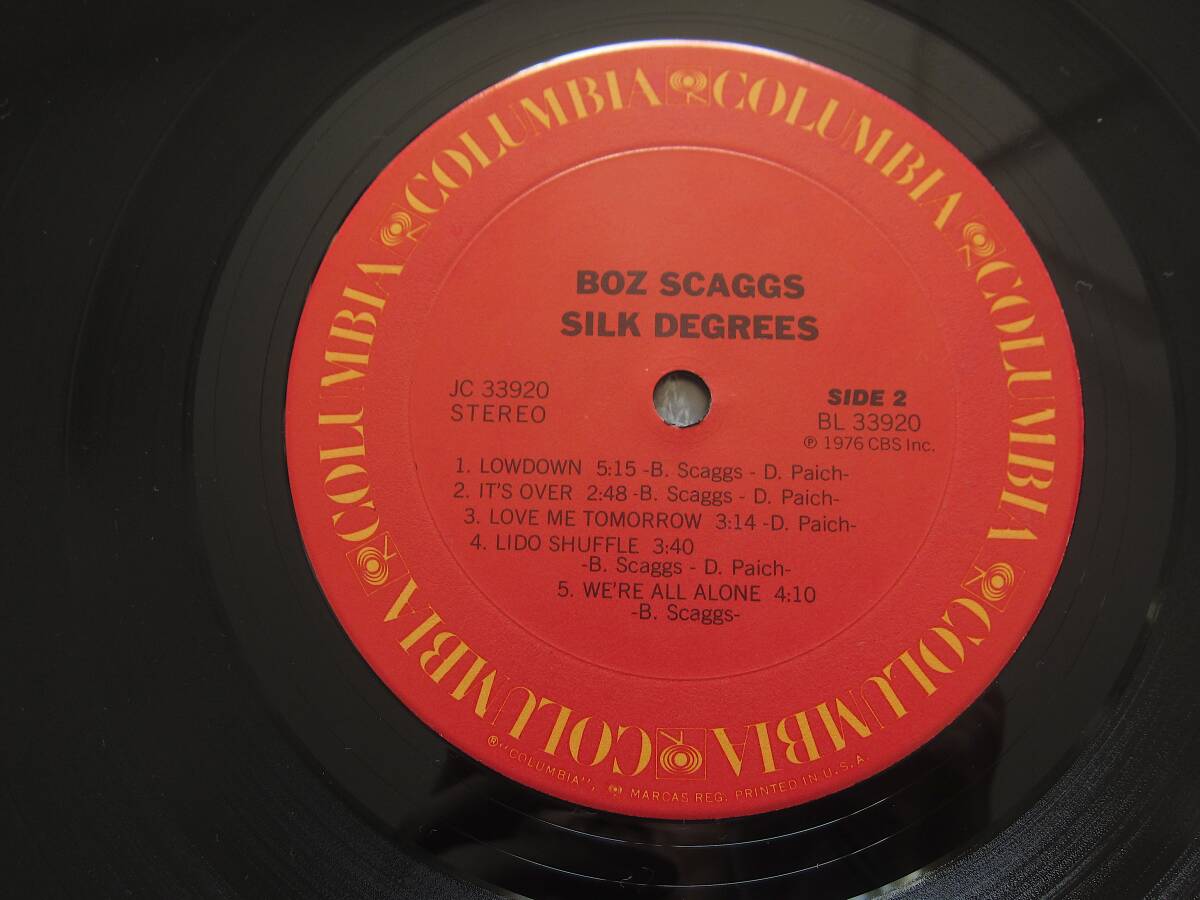 COLUMBIA COLUMBIA COLUMBIA COLUMBIA COLUMBIA COLUMBIA
BOZ SCAGGS
SILK DEGREES
JC 33920
STEREO
SIDE 2
BL 33920
℗ 1976 CBS Inc.
1. LOWDOWN 5:15 -B. Scaggs - D. Paich-
2. IT'S OVER 2:48 -B. Scaggs - D. Paich-
3. LOVE ME TOMORROW 3:14 -D. Paich-
4. LIDO SHUFFLE 3:40
-B. Scaggs - D. Paich-
5. WE'RE ALL ALONE 4:10
-B. Scaggs-
® "COLUMBIA", MARCAS REG. PRINTED IN U.S.A.